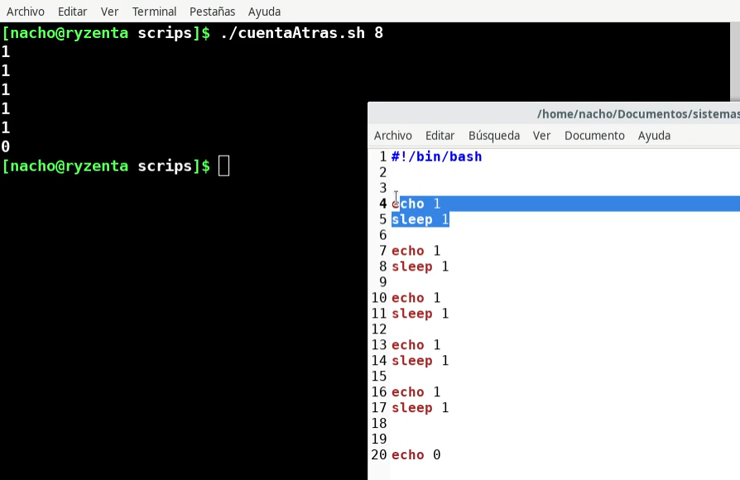 Archivo Editar Ver Terminal Pestañas Ayuda
[nacho@ryzenta scrips]$ ./cuentaAtras.sh 8
1
1
1
1
1
0
[nacho@ryzenta scrips]$
/home/nacho/Documentos/sistemas
Archivo Editar Búsqueda Ver Documento Ayuda
1 #!/bin/bash
2
3
4 echo 1
5 sleep 1
6
7 echo 1
8 sleep 1
9
10 echo 1
11 sleep 1
12
13 echo 1
14 sleep 1
15
16 echo 1
17 sleep 1
18
19
20 echo 0